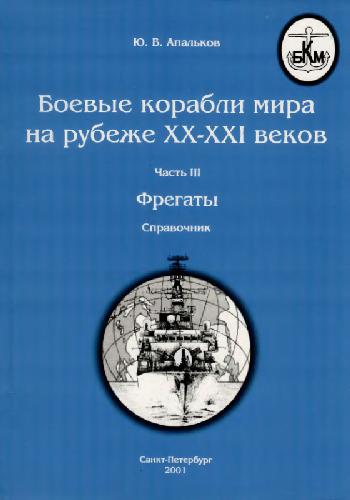 Ю. В. Апальков
БКМ
Боевые корабли мира
на рубеже XX-XXI веков
Часть III
Фрегаты
Справочник
Санкт-Петербург
2001